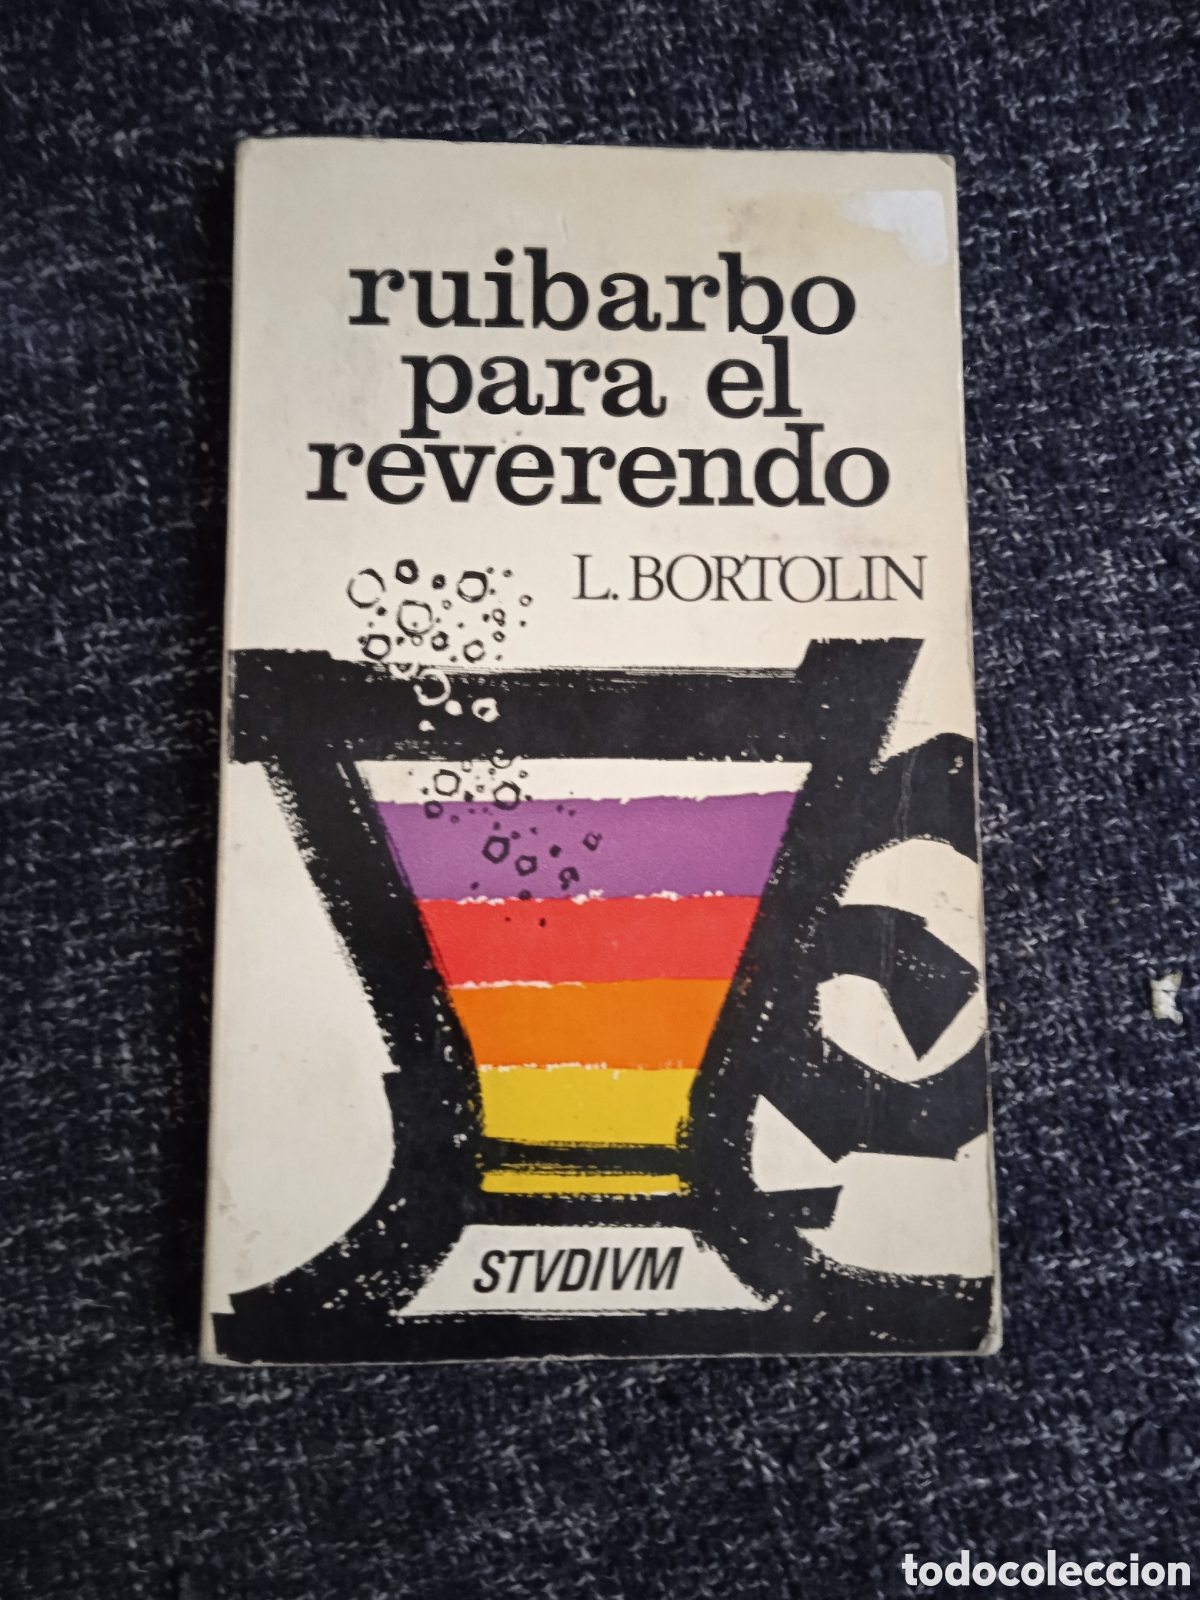 ruibarbo
para el
reverendo
L. BORTOLIN
STVDIVM
todocoleccion